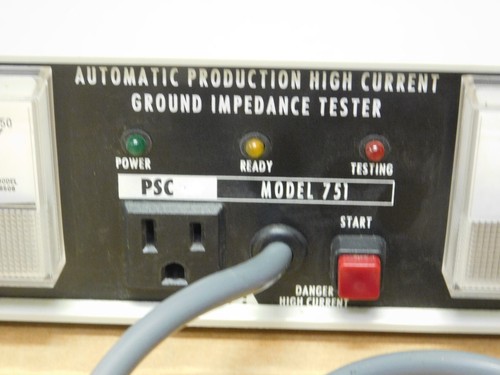 AUTOMATIC PRODUCTION HIGH CURRENT
GROUND IMPEDANCE TESTER
POWER
READY
TESTING
PSC
MODEL 751
START
DANGER
HIGH CURRENT